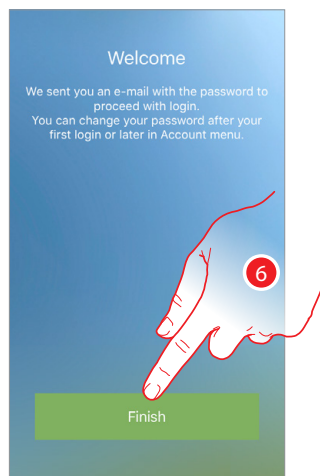 Welcome
We sent you an e-mail with the password to
proceed with login.
You can change your password after your
first login or later in Account menu.
6
Finish